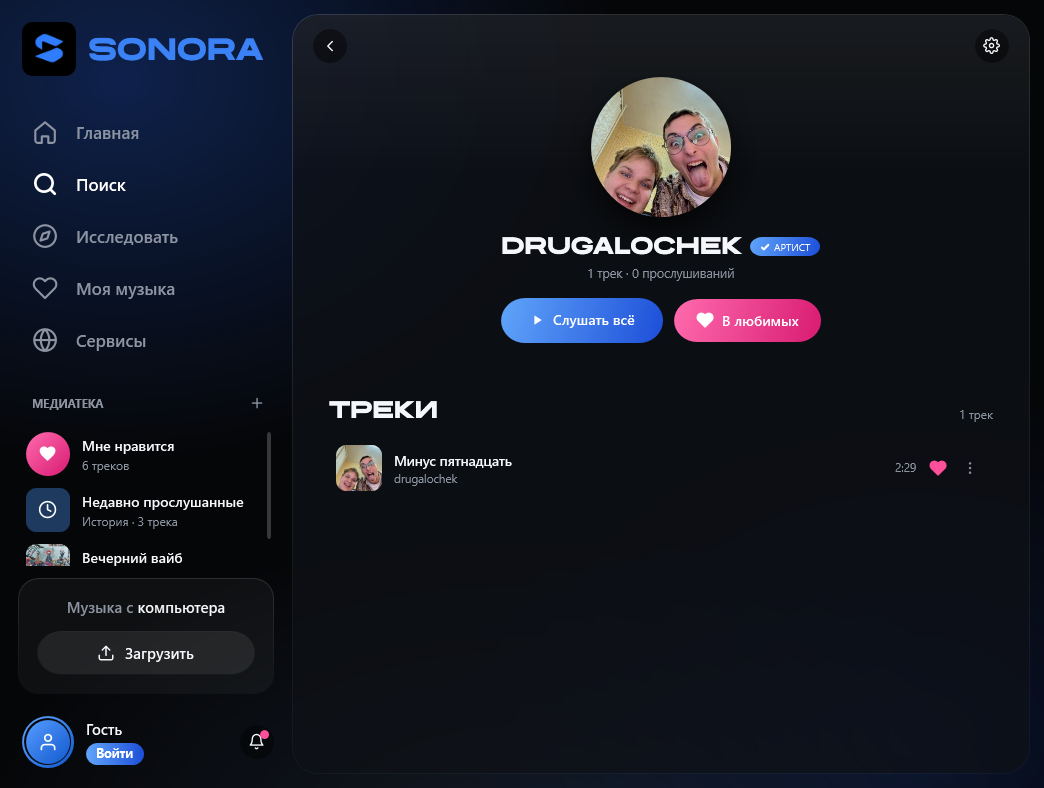 SONORA
Главная
Поиск
Исследовать
Моя музыка
Сервисы
МЕДИАТЕКА
Мне нравится
6 треков
Недавно прослушанные
История · 3 трека
Вечерний вайб
Музыка с компьютера
Загрузить
Гость
Войти
DRUGALOCHEK
АРТИСТ
1 трек · 0 прослушиваний
Слушать всё
В любимых
ТРЕКИ
1 трек
Минус пятнадцать
drugalochek
2:29